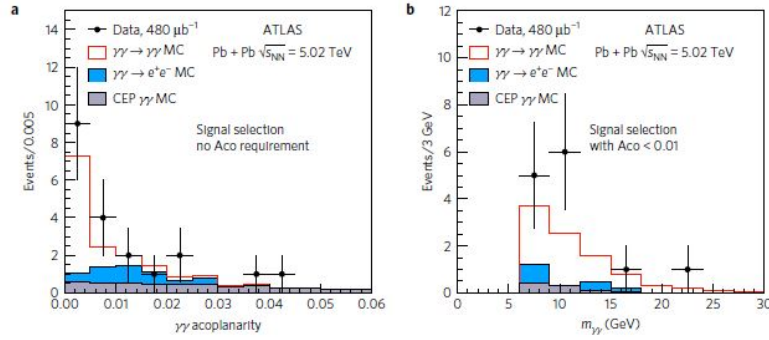 a
Events/0.005
14
12
10
8
6
4
2
0
Data, 480 μb⁻¹
γγ → γγ MC
γγ → e⁺e⁻ MC
CEP γγ MC
ATLAS
Pb + Pb √sNN = 5.02 TeV
Signal selection
no Aco requirement
0.00 0.01 0.02 0.03 0.04 0.05 0.06
γγ acoplanarity
b
Events/3 GeV
12
10
8
6
4
2
0
Data, 480 μb⁻¹
γγ → γγ MC
γγ → e⁺e⁻ MC
CEP γγ MC
ATLAS
Pb + Pb √sNN = 5.02 TeV
Signal selection
with Aco < 0.01
0 5 10 15 20 25 30
mγγ (GeV)